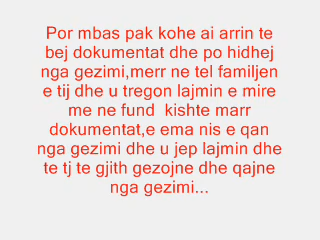 Por mbas pak kohe ai arrin te
bej dokumentat dhe po hidhej
nga gezimi,merr ne tel familjen
e tij dhe u tregon lajmin e mire
me ne fund  kishte marr
dokumentat,e ema nis e qan
nga gezimi dhe u jep lajmin dhe
te tj te gjith gezojne dhe qajne
nga gezimi...